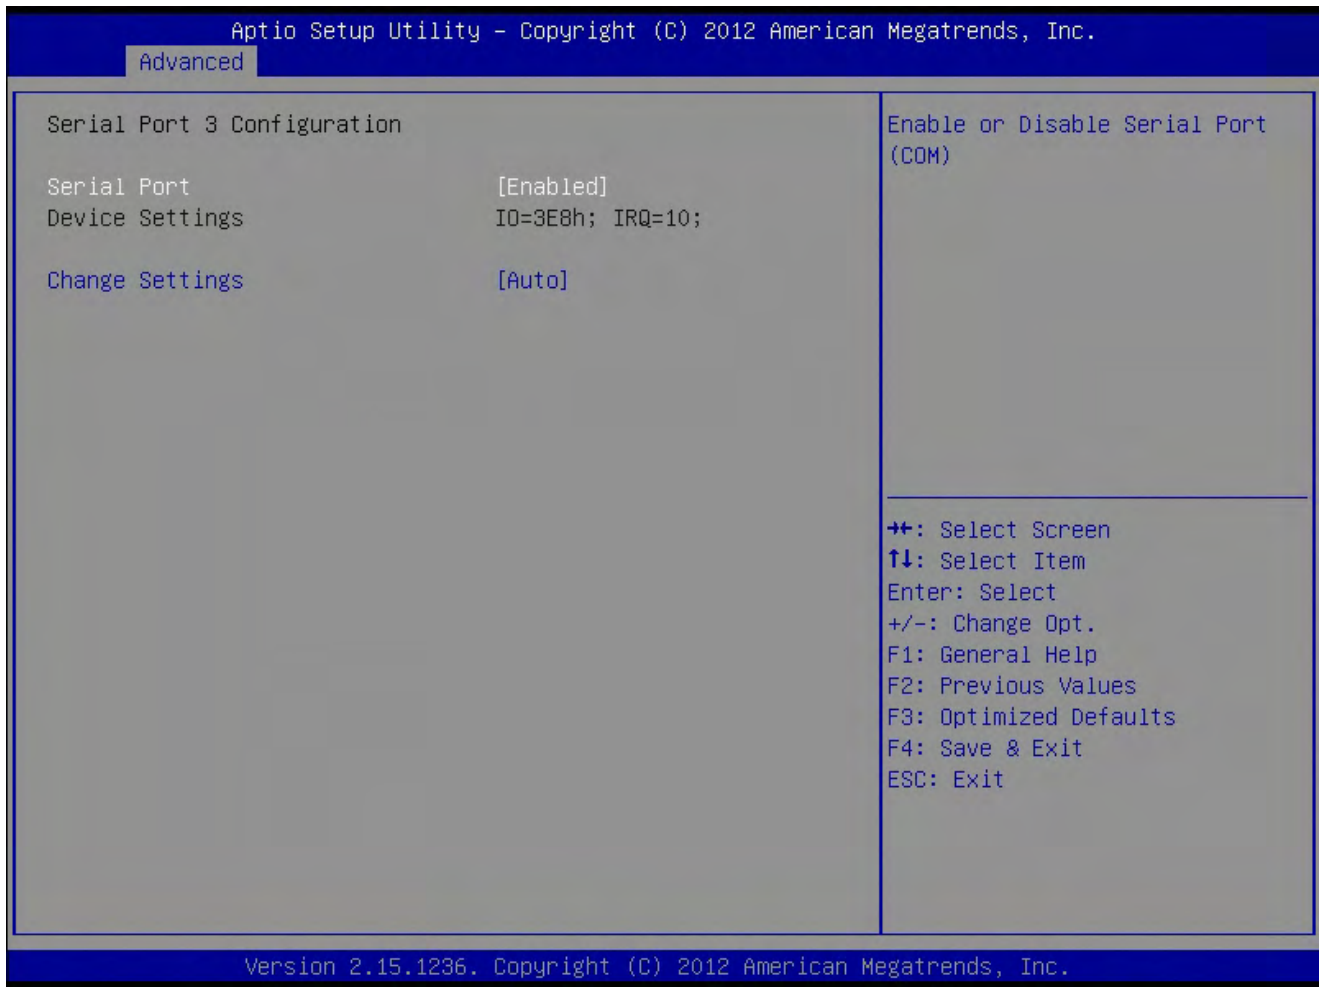 Aptio Setup Utility – Copyright (C) 2012 American Megatrends, Inc.
Advanced
Serial Port 3 Configuration
Serial Port [Enabled]
Device Settings IO=3E8h; IRQ=10;
Change Settings [Auto]
Enable or Disable Serial Port
(COM)
→←: Select Screen
↑↓: Select Item
Enter: Select
+/-: Change Opt.
F1: General Help
F2: Previous Values
F3: Optimized Defaults
F4: Save & Exit
ESC: Exit
Version 2.15.1236. Copyright (C) 2012 American Megatrends, Inc.